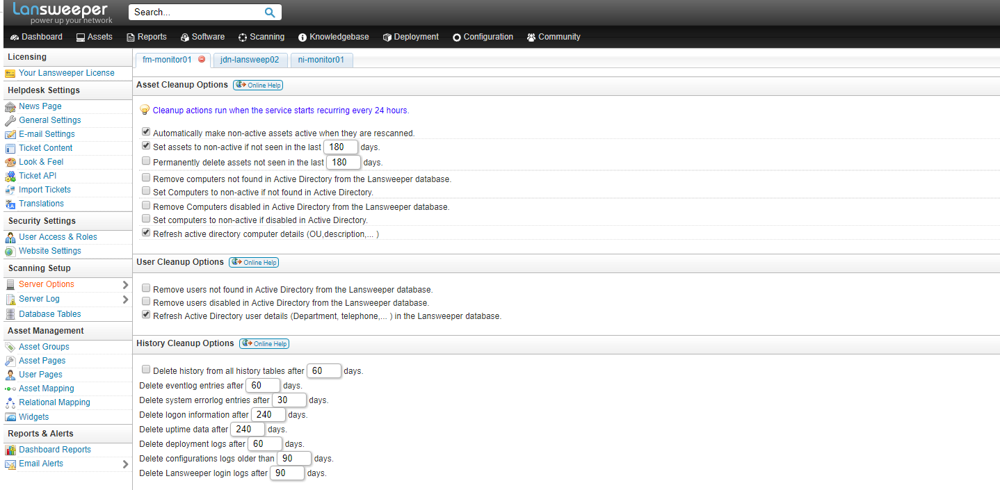 Lansweeper
power up your network
Search...
Dashboard Assets Reports Software Scanning Knowledgebase Deployment Configuration Community
Licensing
Your Lansweeper License
Helpdesk Settings
News Page
General Settings
E-mail Settings
Ticket Content
Look & Feel
Ticket API
Import Tickets
Translations
Security Settings
User Access & Roles
Website Settings
Scanning Setup
Server Options
Server Log
Database Tables
Asset Management
Asset Groups
Asset Pages
User Pages
Asset Mapping
Relational Mapping
Widgets
Reports & Alerts
Dashboard Reports
Email Alerts
fm-monitor01 jdn-lansweep02 ni-monitor01
Asset Cleanup Options Online Help
Cleanup actions run when the service starts recurring every 24 hours.
Automatically make non-active assets active when they are rescanned.
Set assets to non-active if not seen in the last 180 days.
Permanently delete assets not seen in the last 180 days.
Remove computers not found in Active Directory from the Lansweeper database.
Set Computers to non-active if not found in Active Directory.
Remove Computers disabled in Active Directory from the Lansweeper database.
Set computers to non-active if disabled in Active Directory.
Refresh active directory computer details (OU,description,... )
User Cleanup Options Online Help
Remove users not found in Active Directory from the Lansweeper database.
Remove users disabled in Active Directory from the Lansweeper database.
Refresh Active Directory user details (Department, telephone,... ) in the Lansweeper database.
History Cleanup Options Online Help
Delete history from all history tables after 60 days.
Delete eventlog entries after 60 days.
Delete system errorlog entries after 30 days.
Delete logon information after 240 days.
Delete uptime data after 240 days.
Delete deployment logs after 60 days.
Delete configurations logs older than 90 days.
Delete Lansweeper login logs after 90 days.